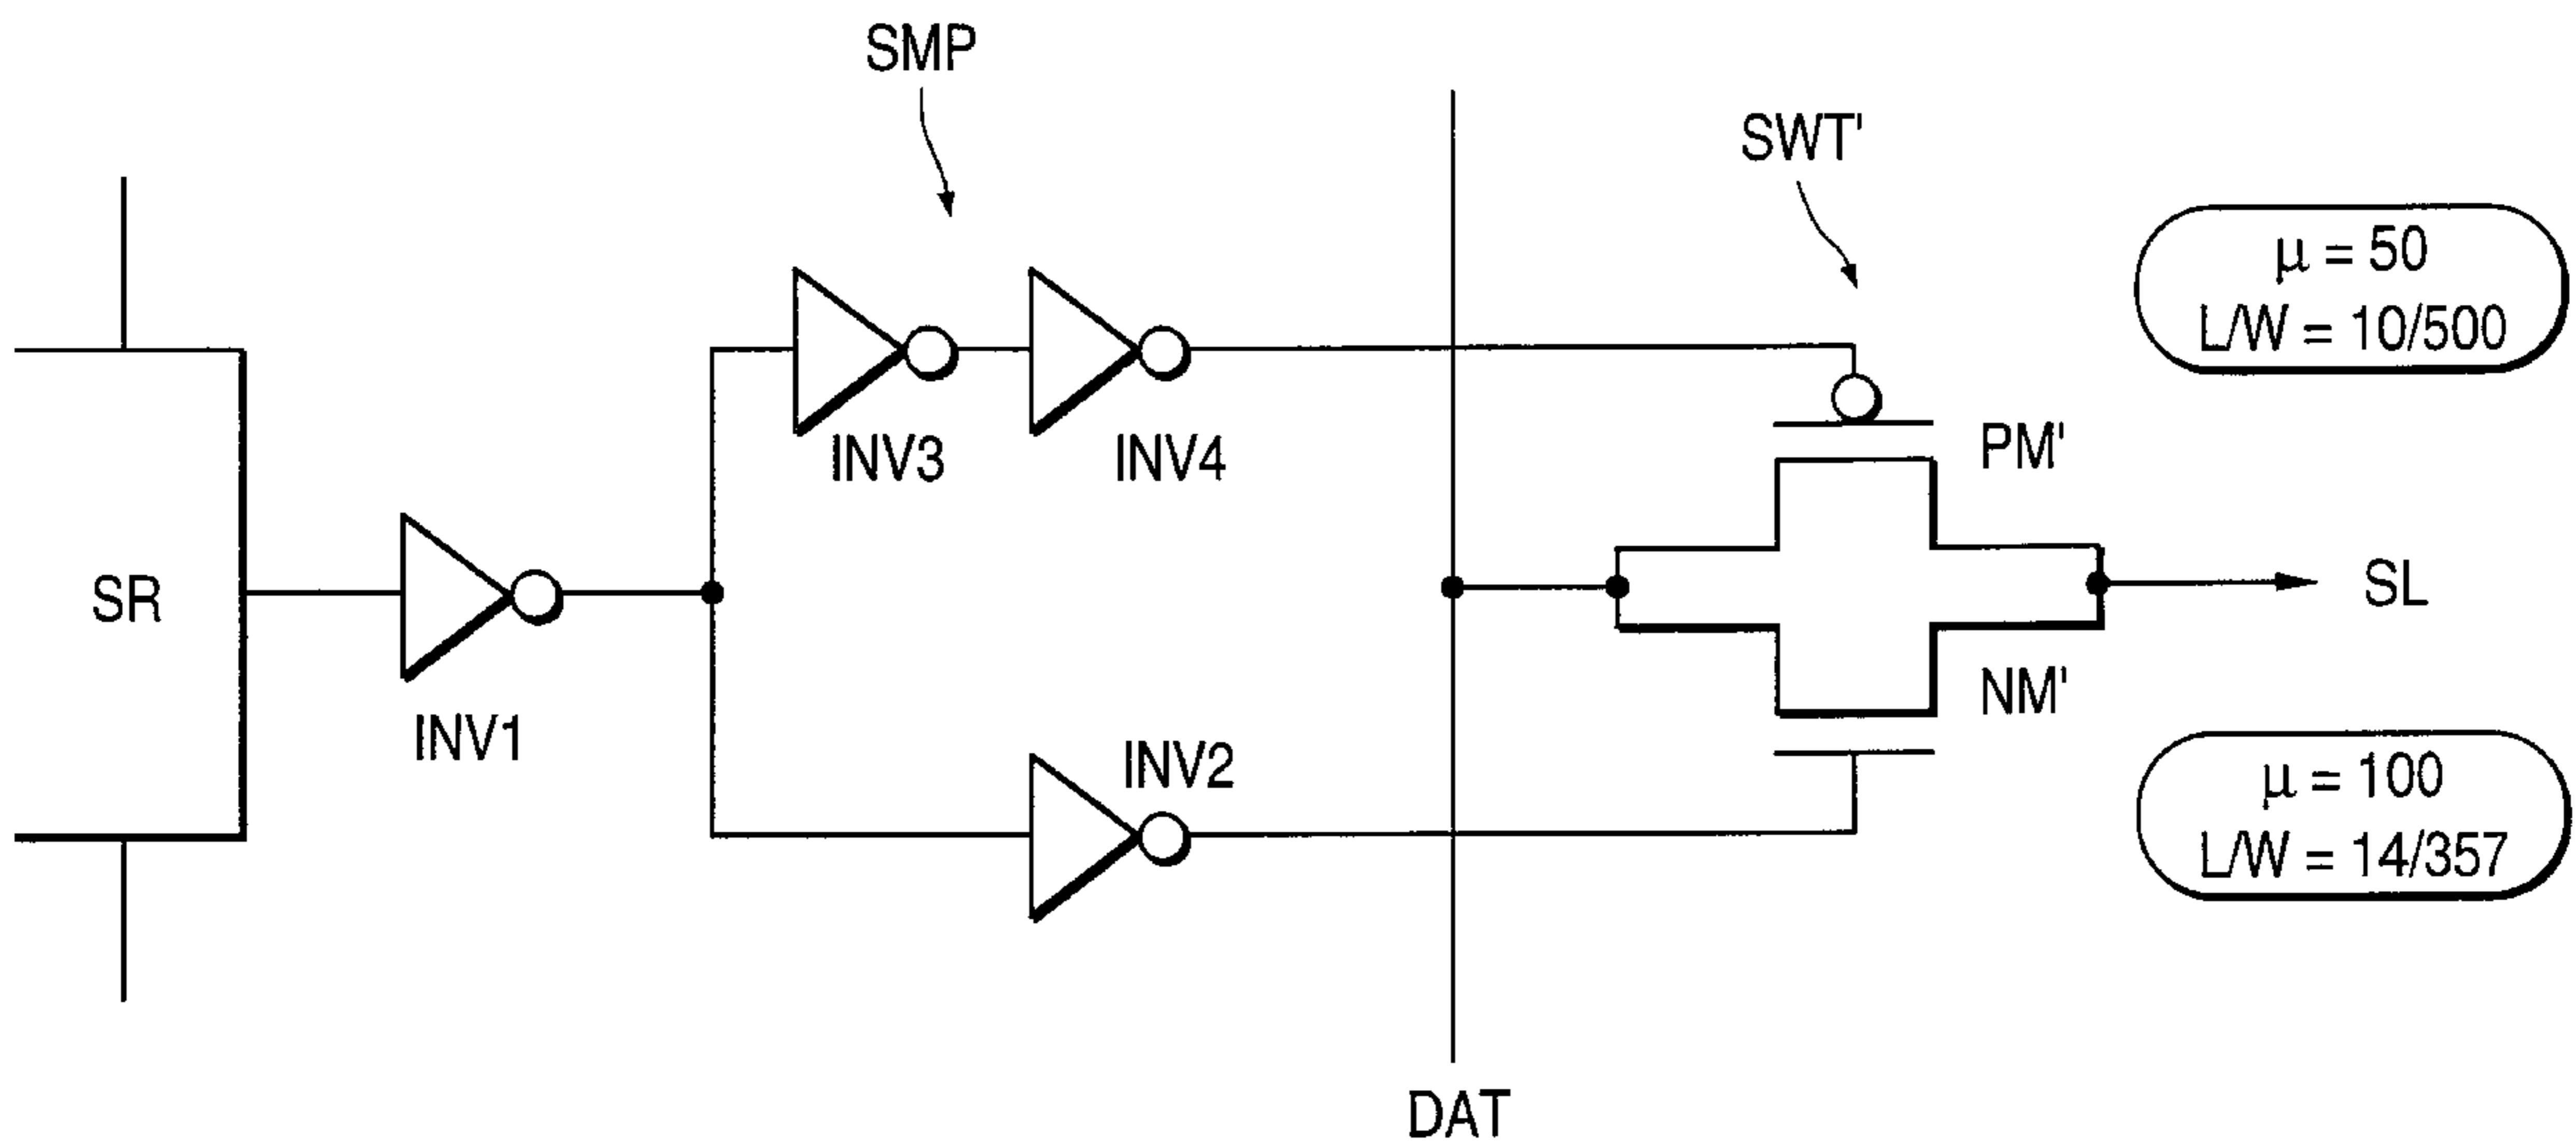 SMP
SWT'
μ = 50
L/W = 10/500
INV3
INV4
PM'
SR
SL
INV1
INV2
NM'
μ = 100
L/W = 14/357
DAT